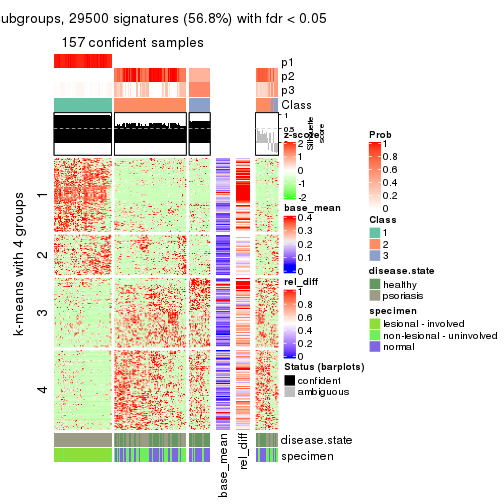 ubgroups, 29500 signatures (56.8%) with fdr < 0.05
157 confident samples
p1
p2
p3
Class
1
0.5
Silhouette
score
k-means with 4 groups
1
2
3
4
z-score
2
1
0
-1
-2
base_mean
0.4
0.3
0.2
0.1
0
rel_diff
1
0.8
0.6
0.4
0.2
0
Status (barplots)
confident
ambiguous
Prob
1
0.8
0.6
0.4
0.2
0
Class
1
2
3
disease.state
healthy
psoriasis
specimen
lesional - involved
non-lesional - uninvolved
normal
disease.state
specimen
base_mean
rel_diff